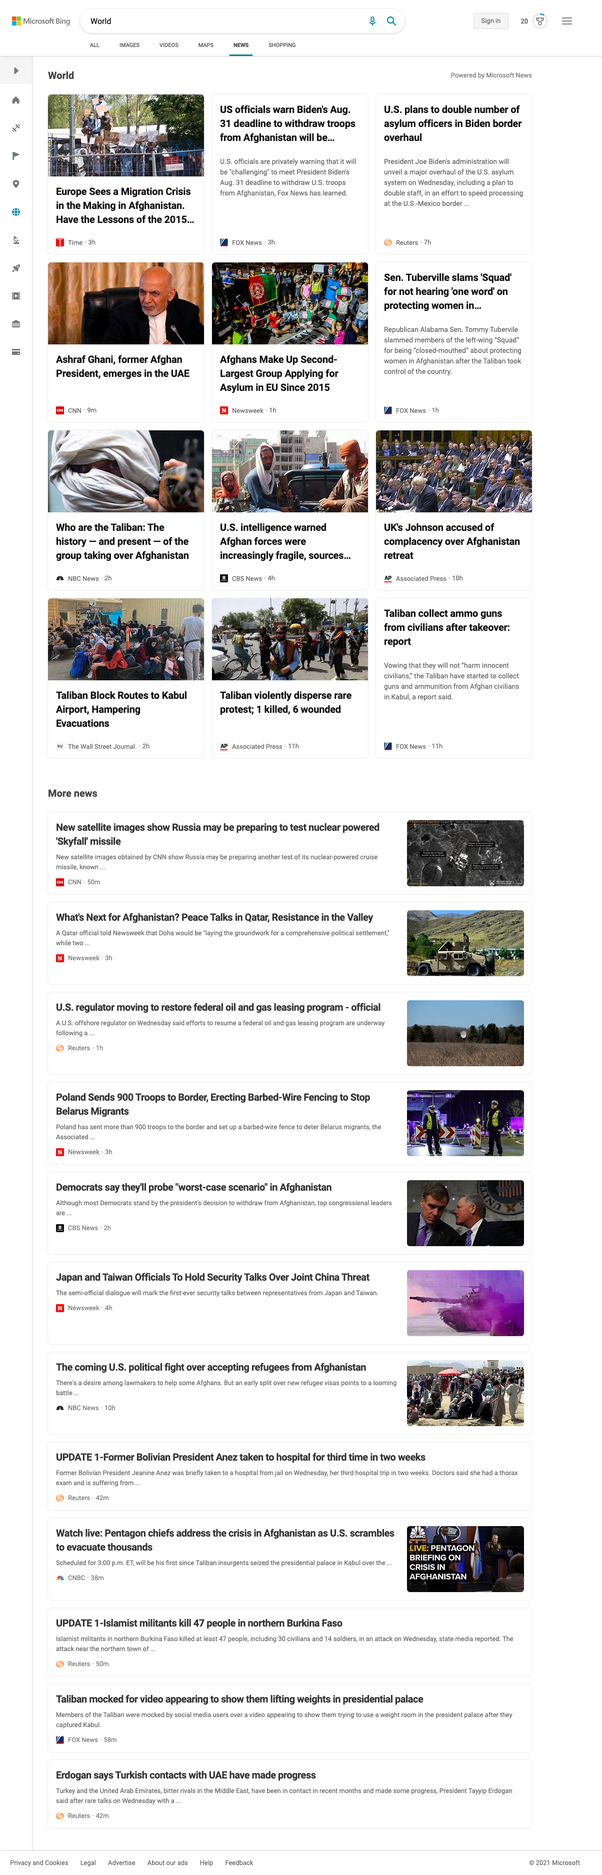 Microsoft Bing
World
Sign in
20
ALL
IMAGES
VIDEOS
MAPS
NEWS
SHOPPING
World
Powered by Microsoft News
Europe Sees a Migration Crisis
in the Making in Afghanistan.
Have the Lessons of the 2015...
Time · 3h
US officials warn Biden's Aug.
31 deadline to withdraw troops
from Afghanistan will be...
U.S. officials are privately warning that it will
be "challenging" to meet President Biden's
Aug. 31 deadline to withdraw U.S. troops
from Afghanistan, Fox News has learned.
FOX News · 3h
U.S. plans to double number of
asylum officers in Biden border
overhaul
President Joe Biden's administration will
unveil a major overhaul of the U.S. asylum
system on Wednesday, including a plan to
double staff, in an effort to speed processing
at the U.S.-Mexico border ...
Reuters · 7h
Ashraf Ghani, former Afghan
President, emerges in the UAE
CNN · 9m
Afghans Make Up Second-
Largest Group Applying for
Asylum in EU Since 2015
Newsweek · 1h
Sen. Tuberville slams 'Squad'
for not hearing 'one word' on
protecting women in...
Republican Alabama Sen. Tommy Tubervile
slammed members of the left-wing "Squad"
for being "closed-mouthed" about protecting
women in Afghanistan after the Taliban took
control of the country.
FOX News · 1h
Who are the Taliban: The
history — and present — of the
group taking over Afghanistan
NBC News · 2h
U.S. intelligence warned
Afghan forces were
increasingly fragile, sources...
CBS News · 4h
UK's Johnson accused of
complacency over Afghanistan
retreat
AP
Associated Press · 10h
Taliban Block Routes to Kabul
Airport, Hampering
Evacuations
WSJ
The Wall Street Journal. · 2h
Taliban violently disperse rare
protest; 1 killed, 6 wounded
AP
Associated Press · 11h
Taliban collect ammo guns
from civilians after takeover:
report
Vowing that they will not "harm innocent
civilians," the Taliban have started to collect
guns and ammunition from Afghan civilians
in Kabul, a report said.
FOX News · 11h
More news
New satellite images show Russia may be preparing to test nuclear powered
'Skyfall' missile
New satellite images obtained by CNN show Russia may be preparing another test of its nuclear-powered cruise
missile, known ...
CNN · 50m
What's Next for Afghanistan? Peace Talks in Qatar, Resistance in the Valley
A Qatar official told Newsweek that Doha would be "laying the groundwork for a comprehensive political settlement,"
while two ...
Newsweek · 3h
U.S. regulator moving to restore federal oil and gas leasing program - official
A U.S. offshore regulator on Wednesday said efforts to resume a federal oil and gas leasing program are underway
following a ...
Reuters · 1h
Poland Sends 900 Troops to Border, Erecting Barbed-Wire Fencing to Stop
Belarus Migrants
Poland has sent more than 900 troops to the border and set up a barbed-wire fence to deter Belarus migrants, the
Associated ...
Newsweek · 3h
Democrats say they'll probe "worst-case scenario" in Afghanistan
Although most Democrats stand by the president's decision to withdraw from Afghanistan, top congressional leaders
are ...
CBS News · 2h
Japan and Taiwan Officials To Hold Security Talks Over Joint China Threat
The semi-official dialogue will mark the first-ever security talks between representatives from Japan and Taiwan.
Newsweek · 4h
The coming U.S. political fight over accepting refugees from Afghanistan
There's a desire among lawmakers to help some Afghans. But an early split over new refugee visas points to a looming
battle ...
NBC News · 10h
UPDATE 1-Former Bolivian President Anez taken to hospital for third time in two weeks
Former Bolivian President Jeanine Anez was briefly taken to a hospital from jail on Wednesday, her third hospital trip in two weeks. Doctors said she had a thorax
exam and is suffering from ...
Reuters · 42m
Watch live: Pentagon chiefs address the crisis in Afghanistan as U.S. scrambles
to evacuate thousands
Scheduled for 3:00 p.m. ET, will be his first since Taliban insurgents seized the presidential palace in Kabul over the ...
CNBC · 38m
CNBC
LIVE: PENTAGON
BRIEFING ON
CRISIS IN
AFGHANISTAN
UPDATE 1-Islamist militants kill 47 people in northern Burkina Faso
Islamist militants in northern Burkina Faso killed at least 47 people, including 30 civilians and 14 soldiers, in an attack on Wednesday, state media reported. The
attack near the northern town of ...
Reuters · 50m
Taliban mocked for video appearing to show them lifting weights in presidential palace
Members of the Taliban were mocked by social media users over a video appearing to show them trying to use a weight room in the president palace after they
captured Kabul.
FOX News · 58m
Erdogan says Turkish contacts with UAE have made progress
Turkey and the United Arab Emirates, bitter rivals in the Middle East, have been in contact in recent months and made some progress, President Tayyip Erdogan
said after rare talks on Wednesday with a ...
Reuters · 42m
Privacy and Cookies
Legal
Advertise
About our ads
Help
Feedback
© 2021 Microsoft